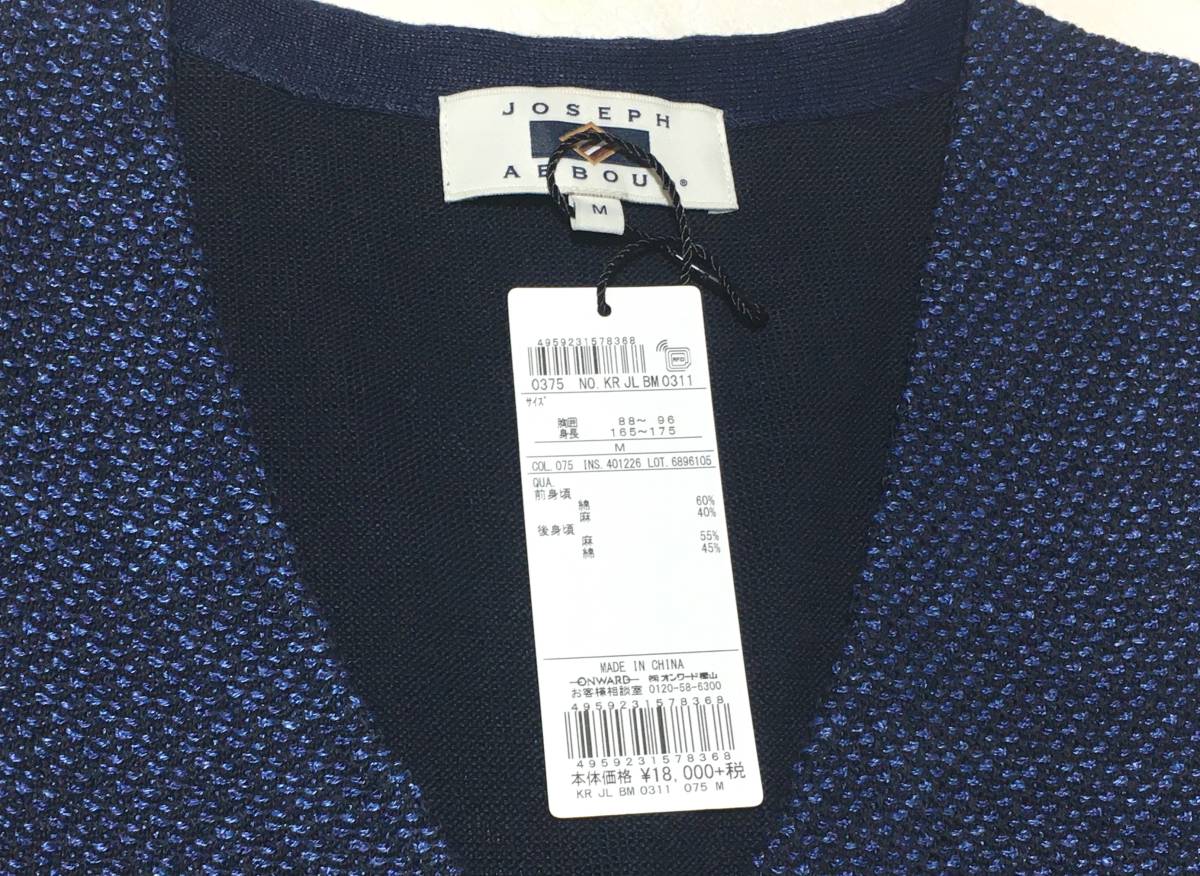 JOSEPH
ABBOU®
M
4959231578368
RFID
0375 NO. KR JL BM 0311
サイズ
胸囲 88～ 96
身長 165～175
M
COL. 075 INS. 401226 LOT. 6896105
QUA.
前身頃
綿 60%
麻 40%
後身頃
麻 55%
綿 45%
MADE IN CHINA
ONWARD ㈱オンワード樫山
お客様相談室 0120-58-6300
4959231578368
4959231578368
本体価格 ¥18,000+税
KR JL BM 0311 075 M